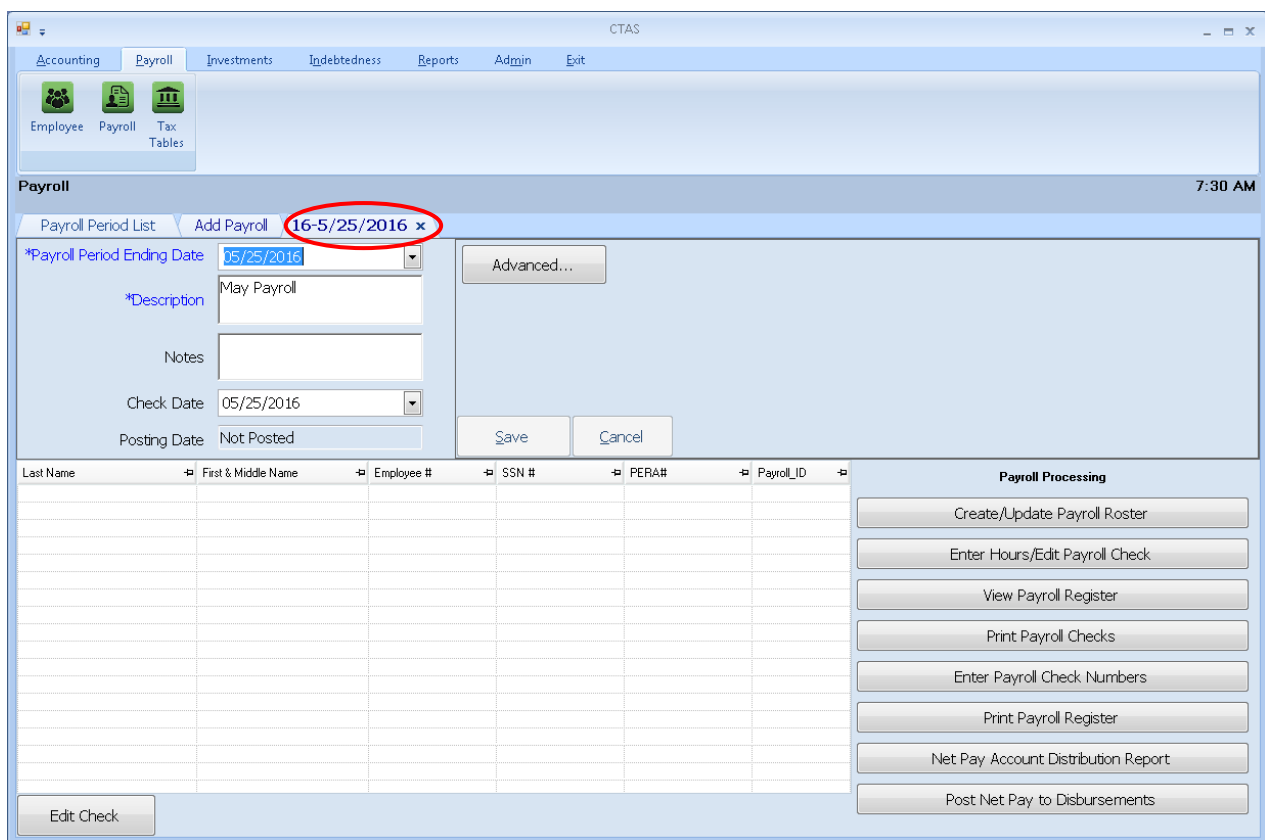 CTAS
Accounting Payroll Investments Indebtedness Reports Admin Exit
Employee Payroll Tax
Tables
Payroll 7:30 AM
Payroll Period List Add Payroll 16-5/25/2016 x
*Payroll Period Ending Date 05/25/2016 Advanced...
*Description May Payroll
Notes
Check Date 05/25/2016
Posting Date Not Posted Save Cancel
Last Name First & Middle Name Employee # SSN # PERA# Payroll_ID Payroll Processing
Create/Update Payroll Roster
Enter Hours/Edit Payroll Check
View Payroll Register
Print Payroll Checks
Enter Payroll Check Numbers
Print Payroll Register
Net Pay Account Distribution Report
Post Net Pay to Disbursements
Edit Check